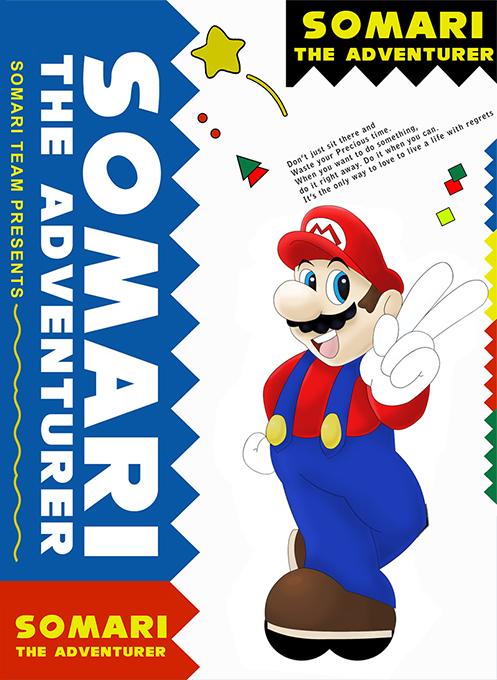 SOMARI
THE ADVENTURER
Don't just sit there and
Waste your Precious time.
When you want to do something,
do it right away. Do it when you can.
It's the only way to love to live a life with regrets
SOMARI
THE ADVENTURER
SOMARI TEAM PRESENTS
M
SOMARI
THE ADVENTURER